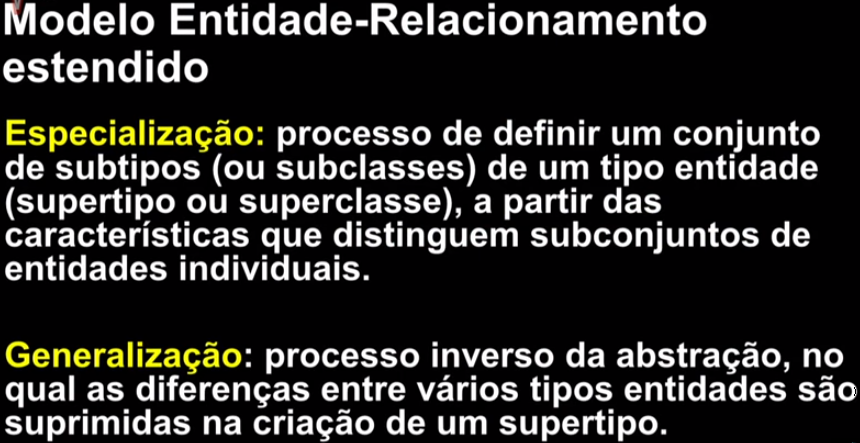 Modelo Entidade-Relacionamento
estendido
Especialização: processo de definir um conjunto
de subtipos (ou subclasses) de um tipo entidade
(supertipo ou superclasse), a partir das
características que distinguem subconjuntos de
entidades individuais.
Generalização: processo inverso da abstração, no
qual as diferenças entre vários tipos entidades são
suprimidas na criação de um supertipo.